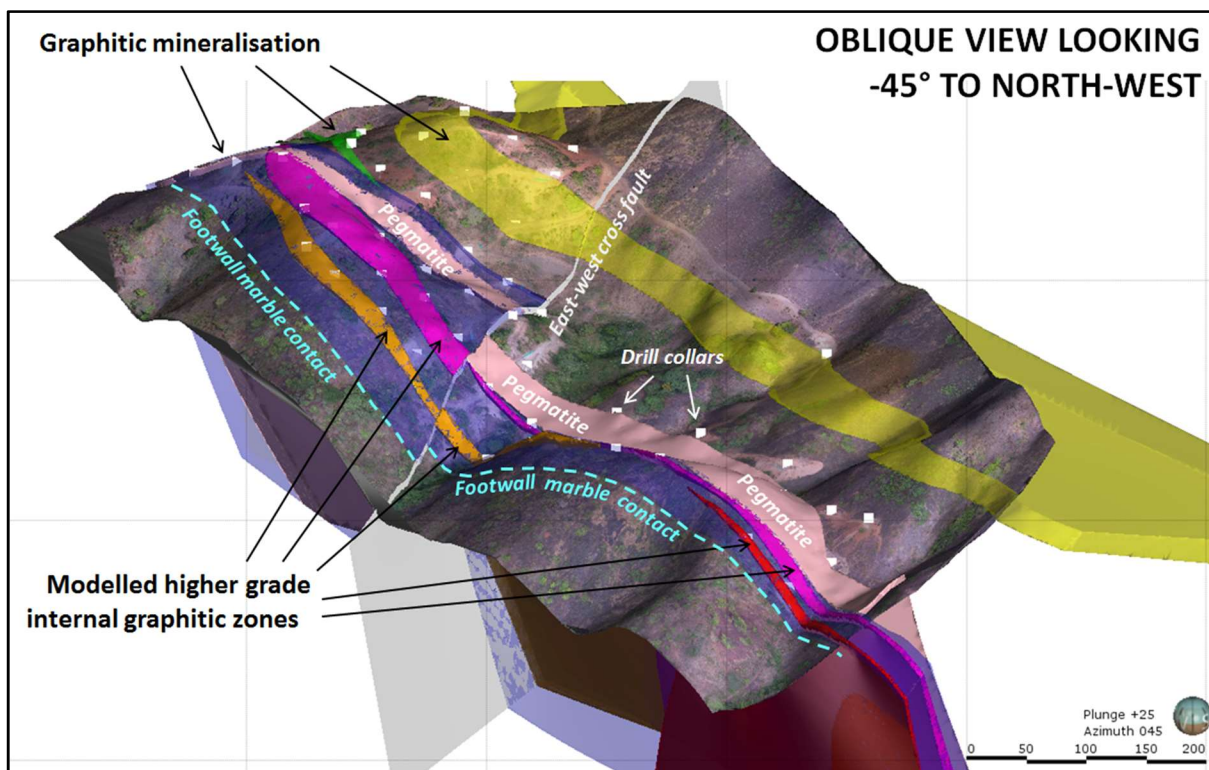 Graphitic mineralisation
OBLIQUE VIEW LOOKING
-45° TO NORTH-WEST
Footwall marble contact
Pegmatite
East-west cross fault
Drill collars
Pegmatite
Footwall marble contact
Pegmatite
Modelled higher grade
internal graphitic zones
Plunge +25
Azimuth 045
0 50 100 150 200